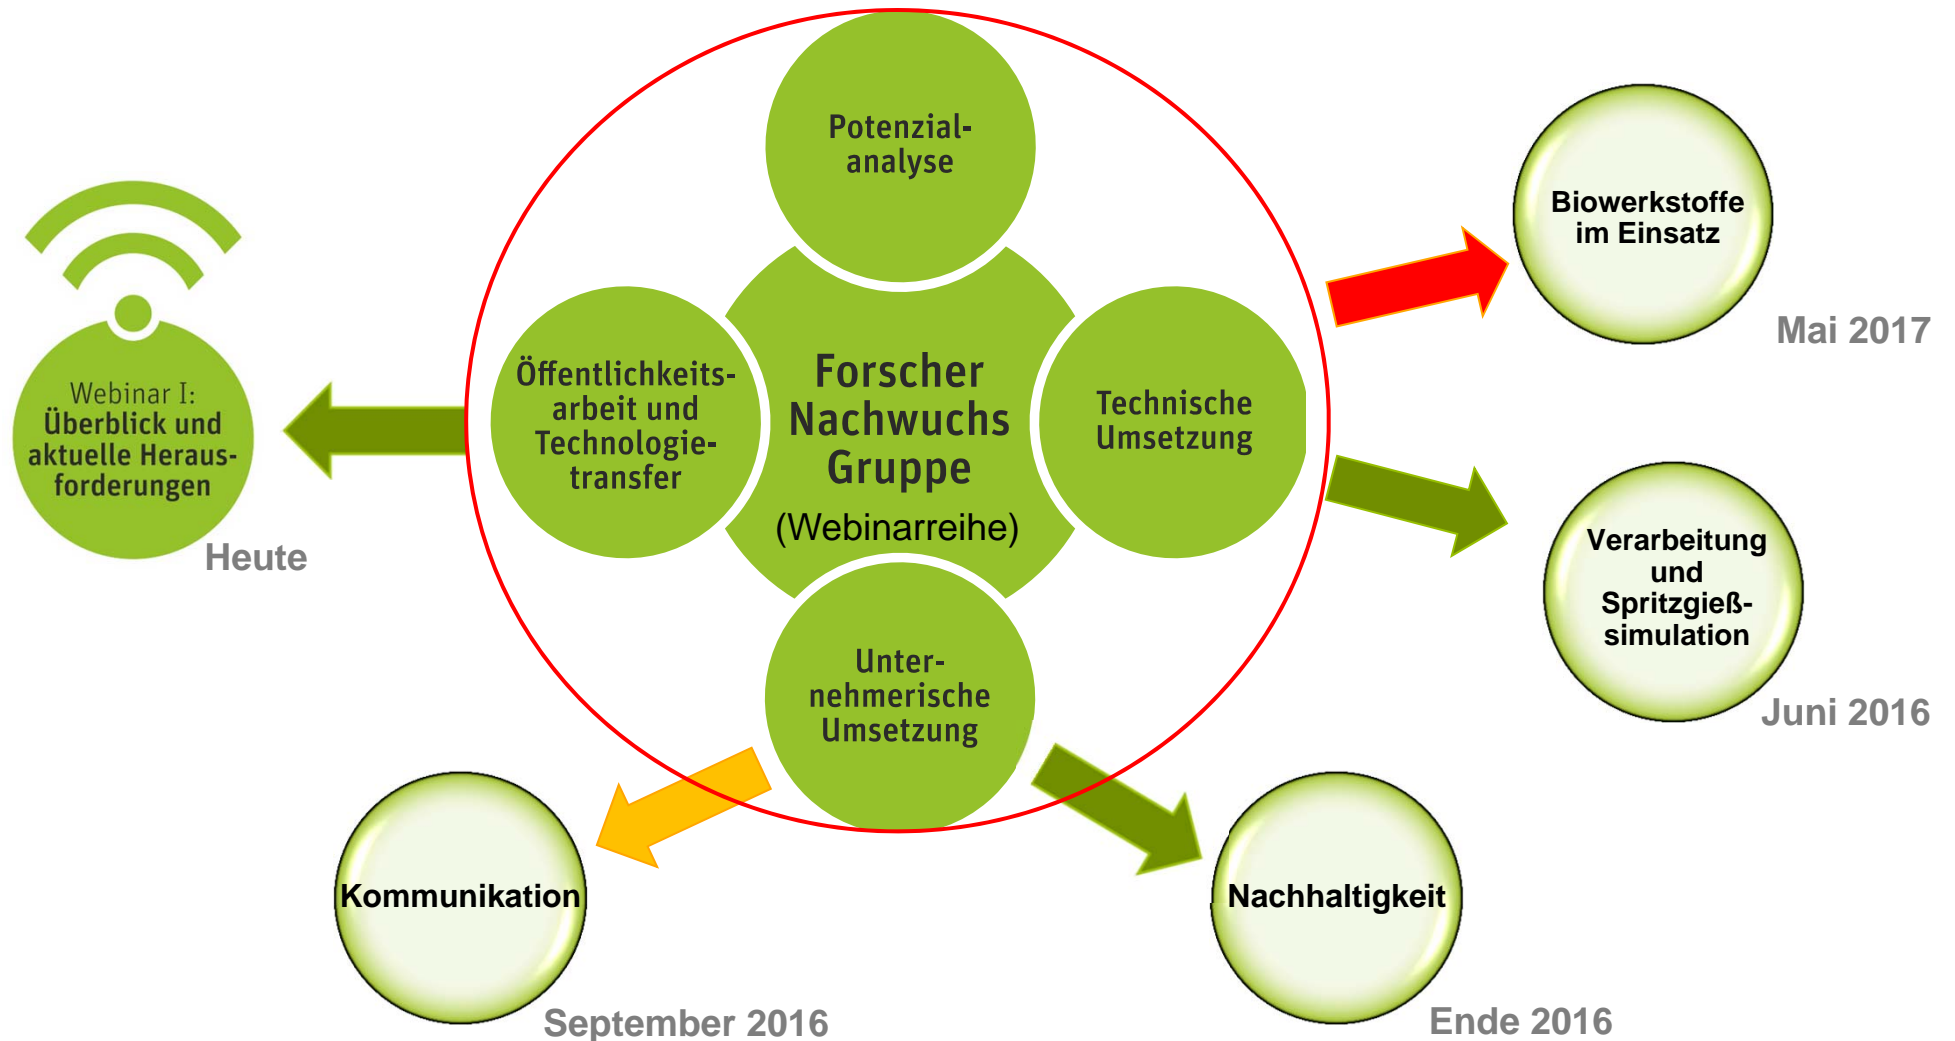 Potenzial-
analyse
Webinar I:
Überblick und
aktuelle Heraus-
forderungen
Heute
Öffentlichkeits-
arbeit und
Technologie-
transfer
Forscher
Nachwuchs
Gruppe
(Webinarreihe)
Technische
Umsetzung
Biowerkstoffe
im Einsatz
Mai 2017
Verarbeitung
und
Spritzgieß-
simulation
Juni 2016
Unter-
nehmerische
Umsetzung
Kommunikation
September 2016
Nachhaltigkeit
Ende 2016